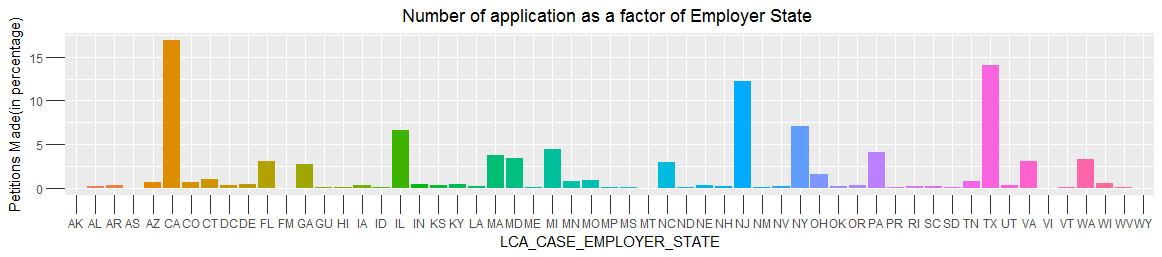 Number of application as a factor of Employer State
Petitions Made(in percentage)
15
10
5
0
AK AL AR AS AZ CA CO CT DC DE FL FM GA GU HI IA ID IL IN KS KY LA MA MD ME MI MN MO MP MS MT NC ND NE NH NJ NM NV NY OH OK OR PA PR RI SC SD TN TX UT VA VI VT WA WI WV WY
LCA_CASE_EMPLOYER_STATE